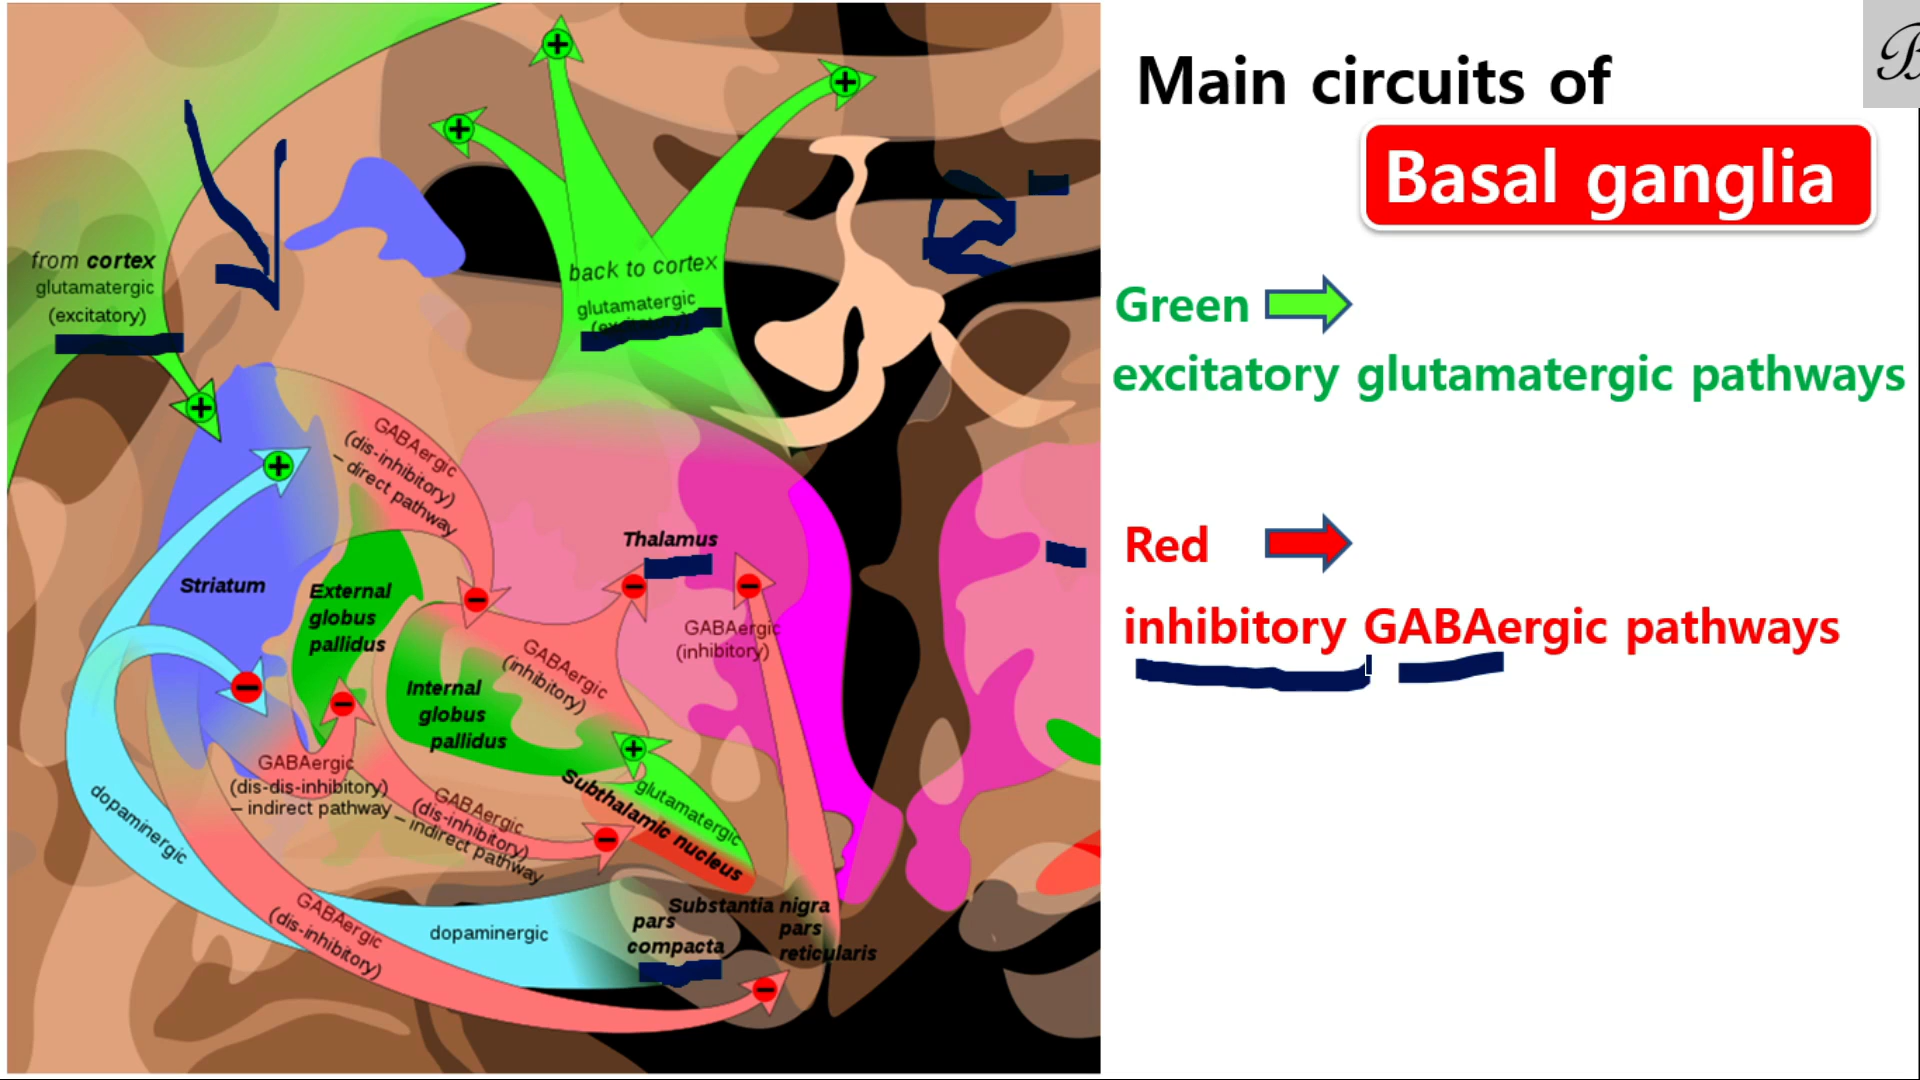 Main circuits of
Basal ganglia
Green
excitatory glutamatergic pathways
Red
inhibitory GABAergic pathways
from cortex
glutamatergic
(excitatory)
back to cortex
glutamatergic
GABAergic
(dis-inhibitory)
– direct pathway
Thalamus
Striatum
External
globus
pallidus
GABAergic
(inhibitory)
GABAergic
(inhibitory)
Internal
globus
pallidus
GABAergic
(dis-dis-inhibitory)
– indirect pathway
GABAergic
(dis-inhibitory)
– indirect pathway
glutamatergic
Subthalamic nucleus
dopaminergic
GABAergic
(dis-inhibitory)
dopaminergic
Substantia nigra
pars
compacta
pars
reticularis